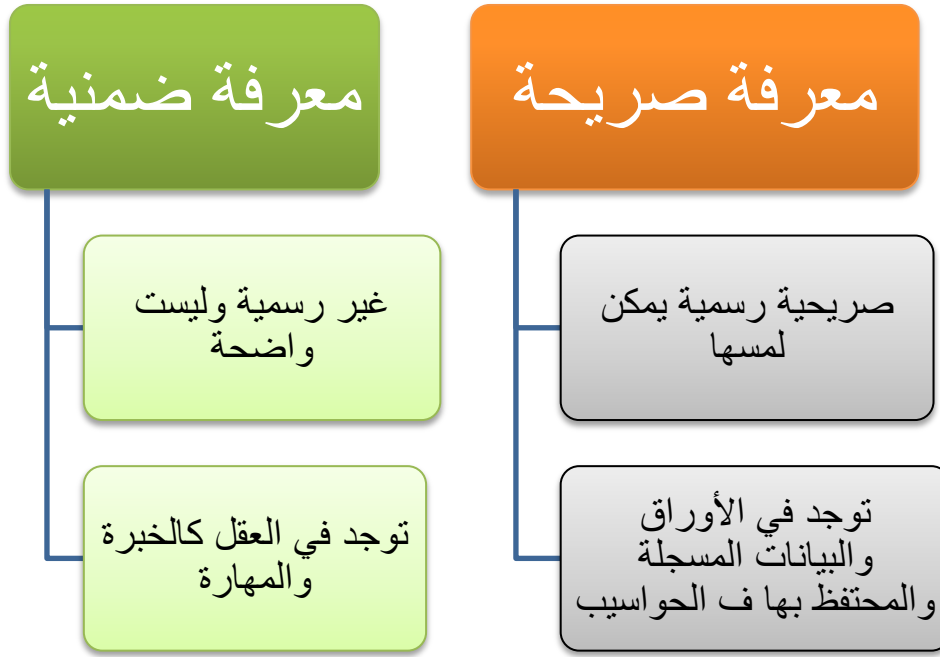 معرفة صريحة
صريحية رسمية يمكن
لمسها
توجد في الأوراق
والبيانات المسجلة
والمحتفظ بها ف الحواسيب
معرفة ضمنية
غير رسمية وليست
واضحة
توجد في العقل كالخبرة
والمهارة